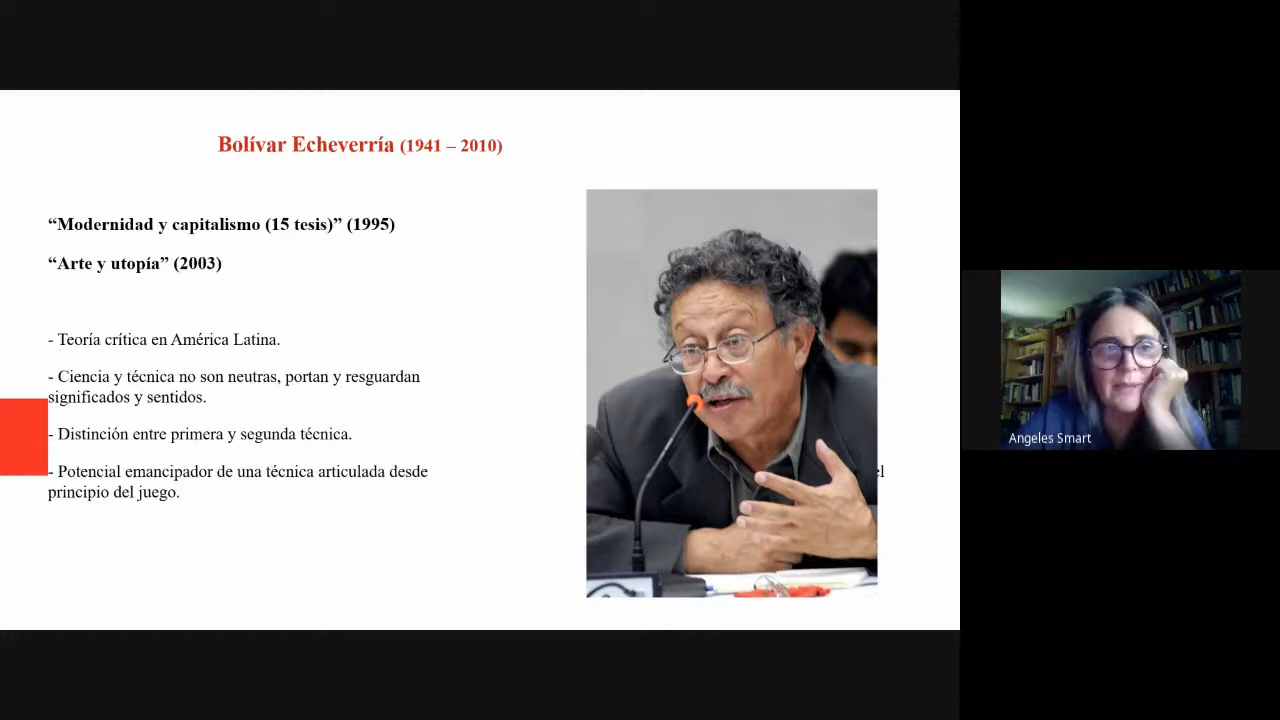 Bolívar Echeverría (1941 – 2010)
“Modernidad y capitalismo (15 tesis)” (1995)
“Arte y utopía” (2003)
- Teoría crítica en América Latina.
- Ciencia y técnica no son neutras, portan y resguardan
significados y sentidos.
- Distinción entre primera y segunda técnica.
- Potencial emancipador de una técnica articulada desde el
principio del juego.
Angeles Smart